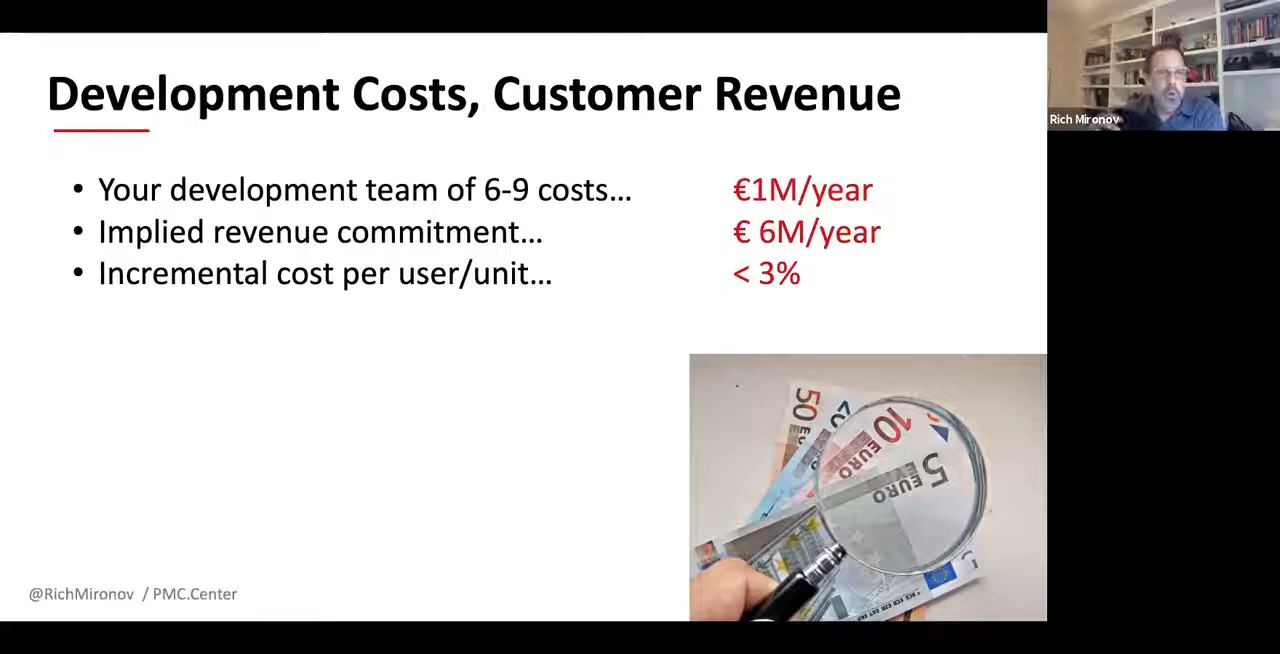 Development Costs, Customer Revenue
Rich Mironov
• Your development team of 6-9 costs… €1M/year
• Implied revenue commitment… € 6M/year
• Incremental cost per user/unit… < 3%
50
EURO
10
EURO
5
EURO
@RichMironov / PMC.Center